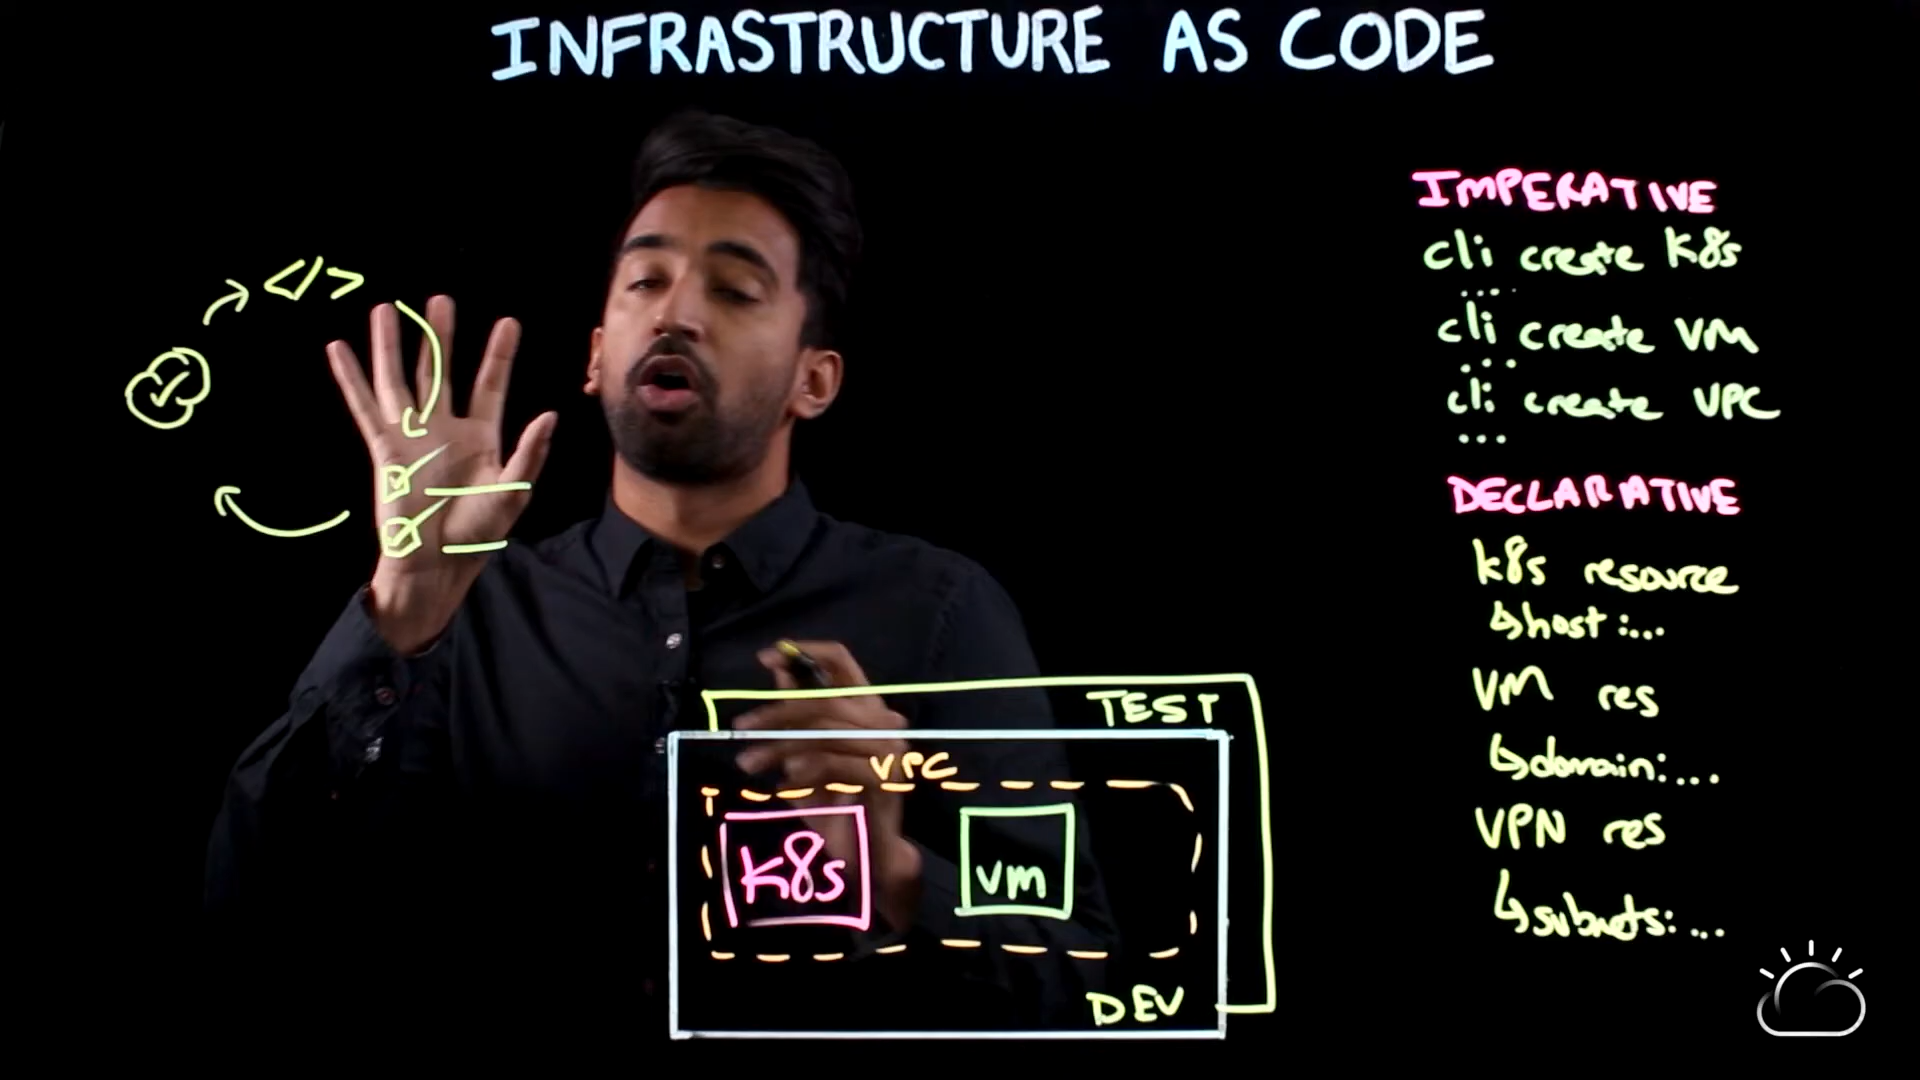 INFRASTRUCTURE AS CODE
</>
IMPERATIVE
cli create k8s
...
cli create VM
...
cli create VPC
...
DECLARATIVE
k8s resource
↳host:...
VM res
↳domain:...
VPN res
↳subnets:...
TEST
VPC
k8s
vm
DEV